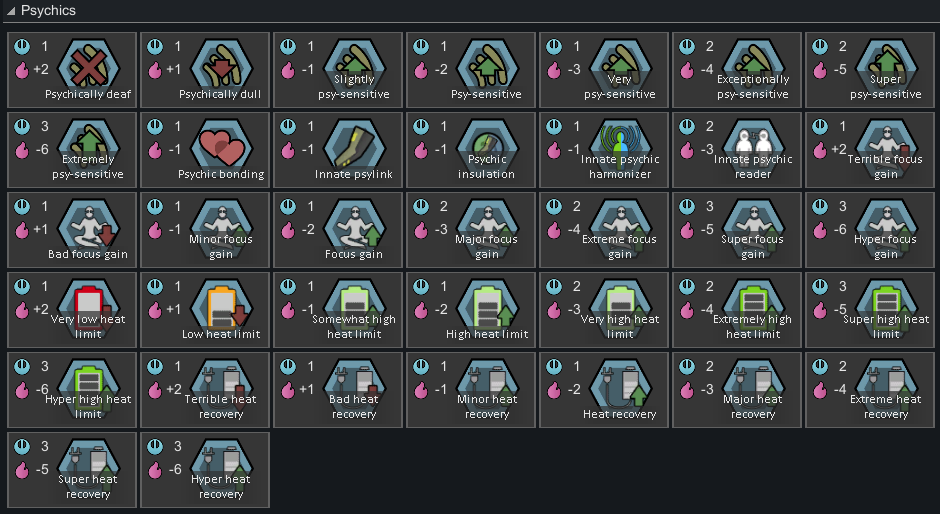 Psychics
1
+2
Psychically deaf
1
+1
Psychically dull
1
-1
Slightly
psy-sensitive
1
-2
Psy-sensitive
1
-3
Very
psy-sensitive
2
-4
Exceptionally
psy-sensitive
2
-5
Super
psy-sensitive
3
-6
Extremely
psy-sensitive
1
-1
Psychic bonding
1
-1
Innate psylink
1
-1
Psychic
insulation
1
-1
Innate psychic
harmonizer
2
-3
Innate psychic
reader
1
+2
Terrible focus
gain
1
+1
Bad focus gain
1
-1
Minor focus
gain
1
-2
Focus gain
2
-3
Major focus
gain
2
-4
Extreme focus
gain
3
-5
Super focus
gain
3
-6
Hyper focus
gain
1
+2
Very low heat
limit
1
+1
Low heat limit
1
-1
Somewhat high
heat limit
1
-2
High heat limit
1
-3
Very high heat
limit
2
-4
Extremely high
heat limit
3
-5
Super high heat
limit
3
-6
Hyper high heat
limit
1
+2
Terrible heat
recovery
1
+1
Bad heat
recovery
1
-1
Minor heat
recovery
1
-2
Heat recovery
2
-3
Major heat
recovery
2
-4
Extreme heat
recovery
3
-5
Super heat
recovery
3
-6
Hyper heat
recovery